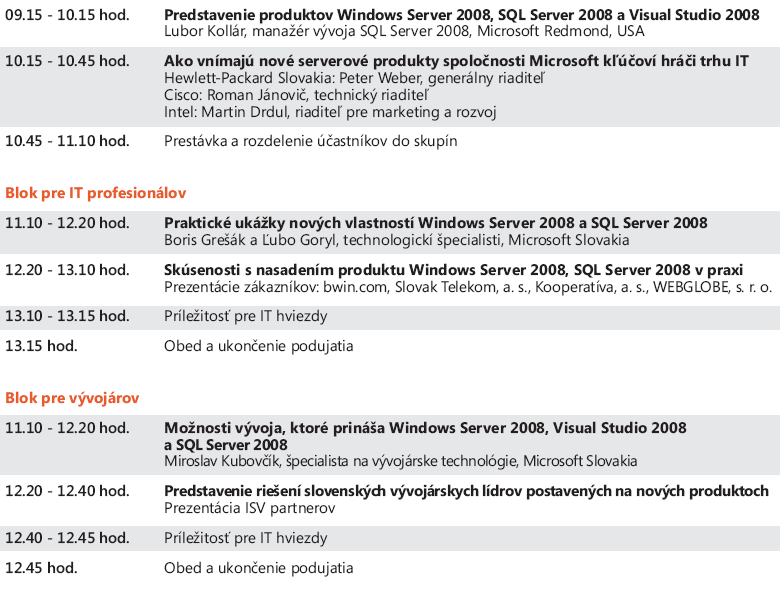 09.15 - 10.15 hod. Predstavenie produktov Windows Server 2008, SQL Server 2008 a Visual Studio 2008
Lubor Kollár, manažér vývoja SQL Server 2008, Microsoft Redmond, USA
10.15 - 10.45 hod. Ako vnímajú nové serverové produkty spoločnosti Microsoft kľúčoví hráči trhu IT
Hewlett-Packard Slovakia: Peter Weber, generálny riaditeľ
Cisco: Roman Jánovič, technický riaditeľ
Intel: Martin Drdul, riaditeľ pre marketing a rozvoj
10.45 - 11.10 hod. Prestávka a rozdelenie účastníkov do skupín
Blok pre IT profesionálov
11.10 - 12.20 hod. Praktické ukážky nových vlastností Windows Server 2008 a SQL Server 2008
Boris Grešák a Ľubo Goryl, technologickí špecialisti, Microsoft Slovakia
12.20 - 13.10 hod. Skúsenosti s nasadením produktu Windows Server 2008, SQL Server 2008 v praxi
Prezentácie zákazníkov: bwin.com, Slovak Telekom, a. s., Kooperatíva, a. s., WEBGLOBE, s. r. o.
13.10 - 13.15 hod. Príležitosť pre IT hviezdy
13.15 hod. Obed a ukončenie podujatia
Blok pre vývojárov
11.10 - 12.20 hod. Možnosti vývoja, ktoré prináša Windows Server 2008, Visual Studio 2008
a SQL Server 2008
Miroslav Kubovčík, špecialista na vývojárske technológie, Microsoft Slovakia
12.20 - 12.40 hod. Predstavenie riešení slovenských vývojárskych lídrov postavených na nových produktoch
Prezentácia ISV partnerov
12.40 - 12.45 hod. Príležitosť pre IT hviezdy
12.45 hod. Obed a ukončenie podujatia